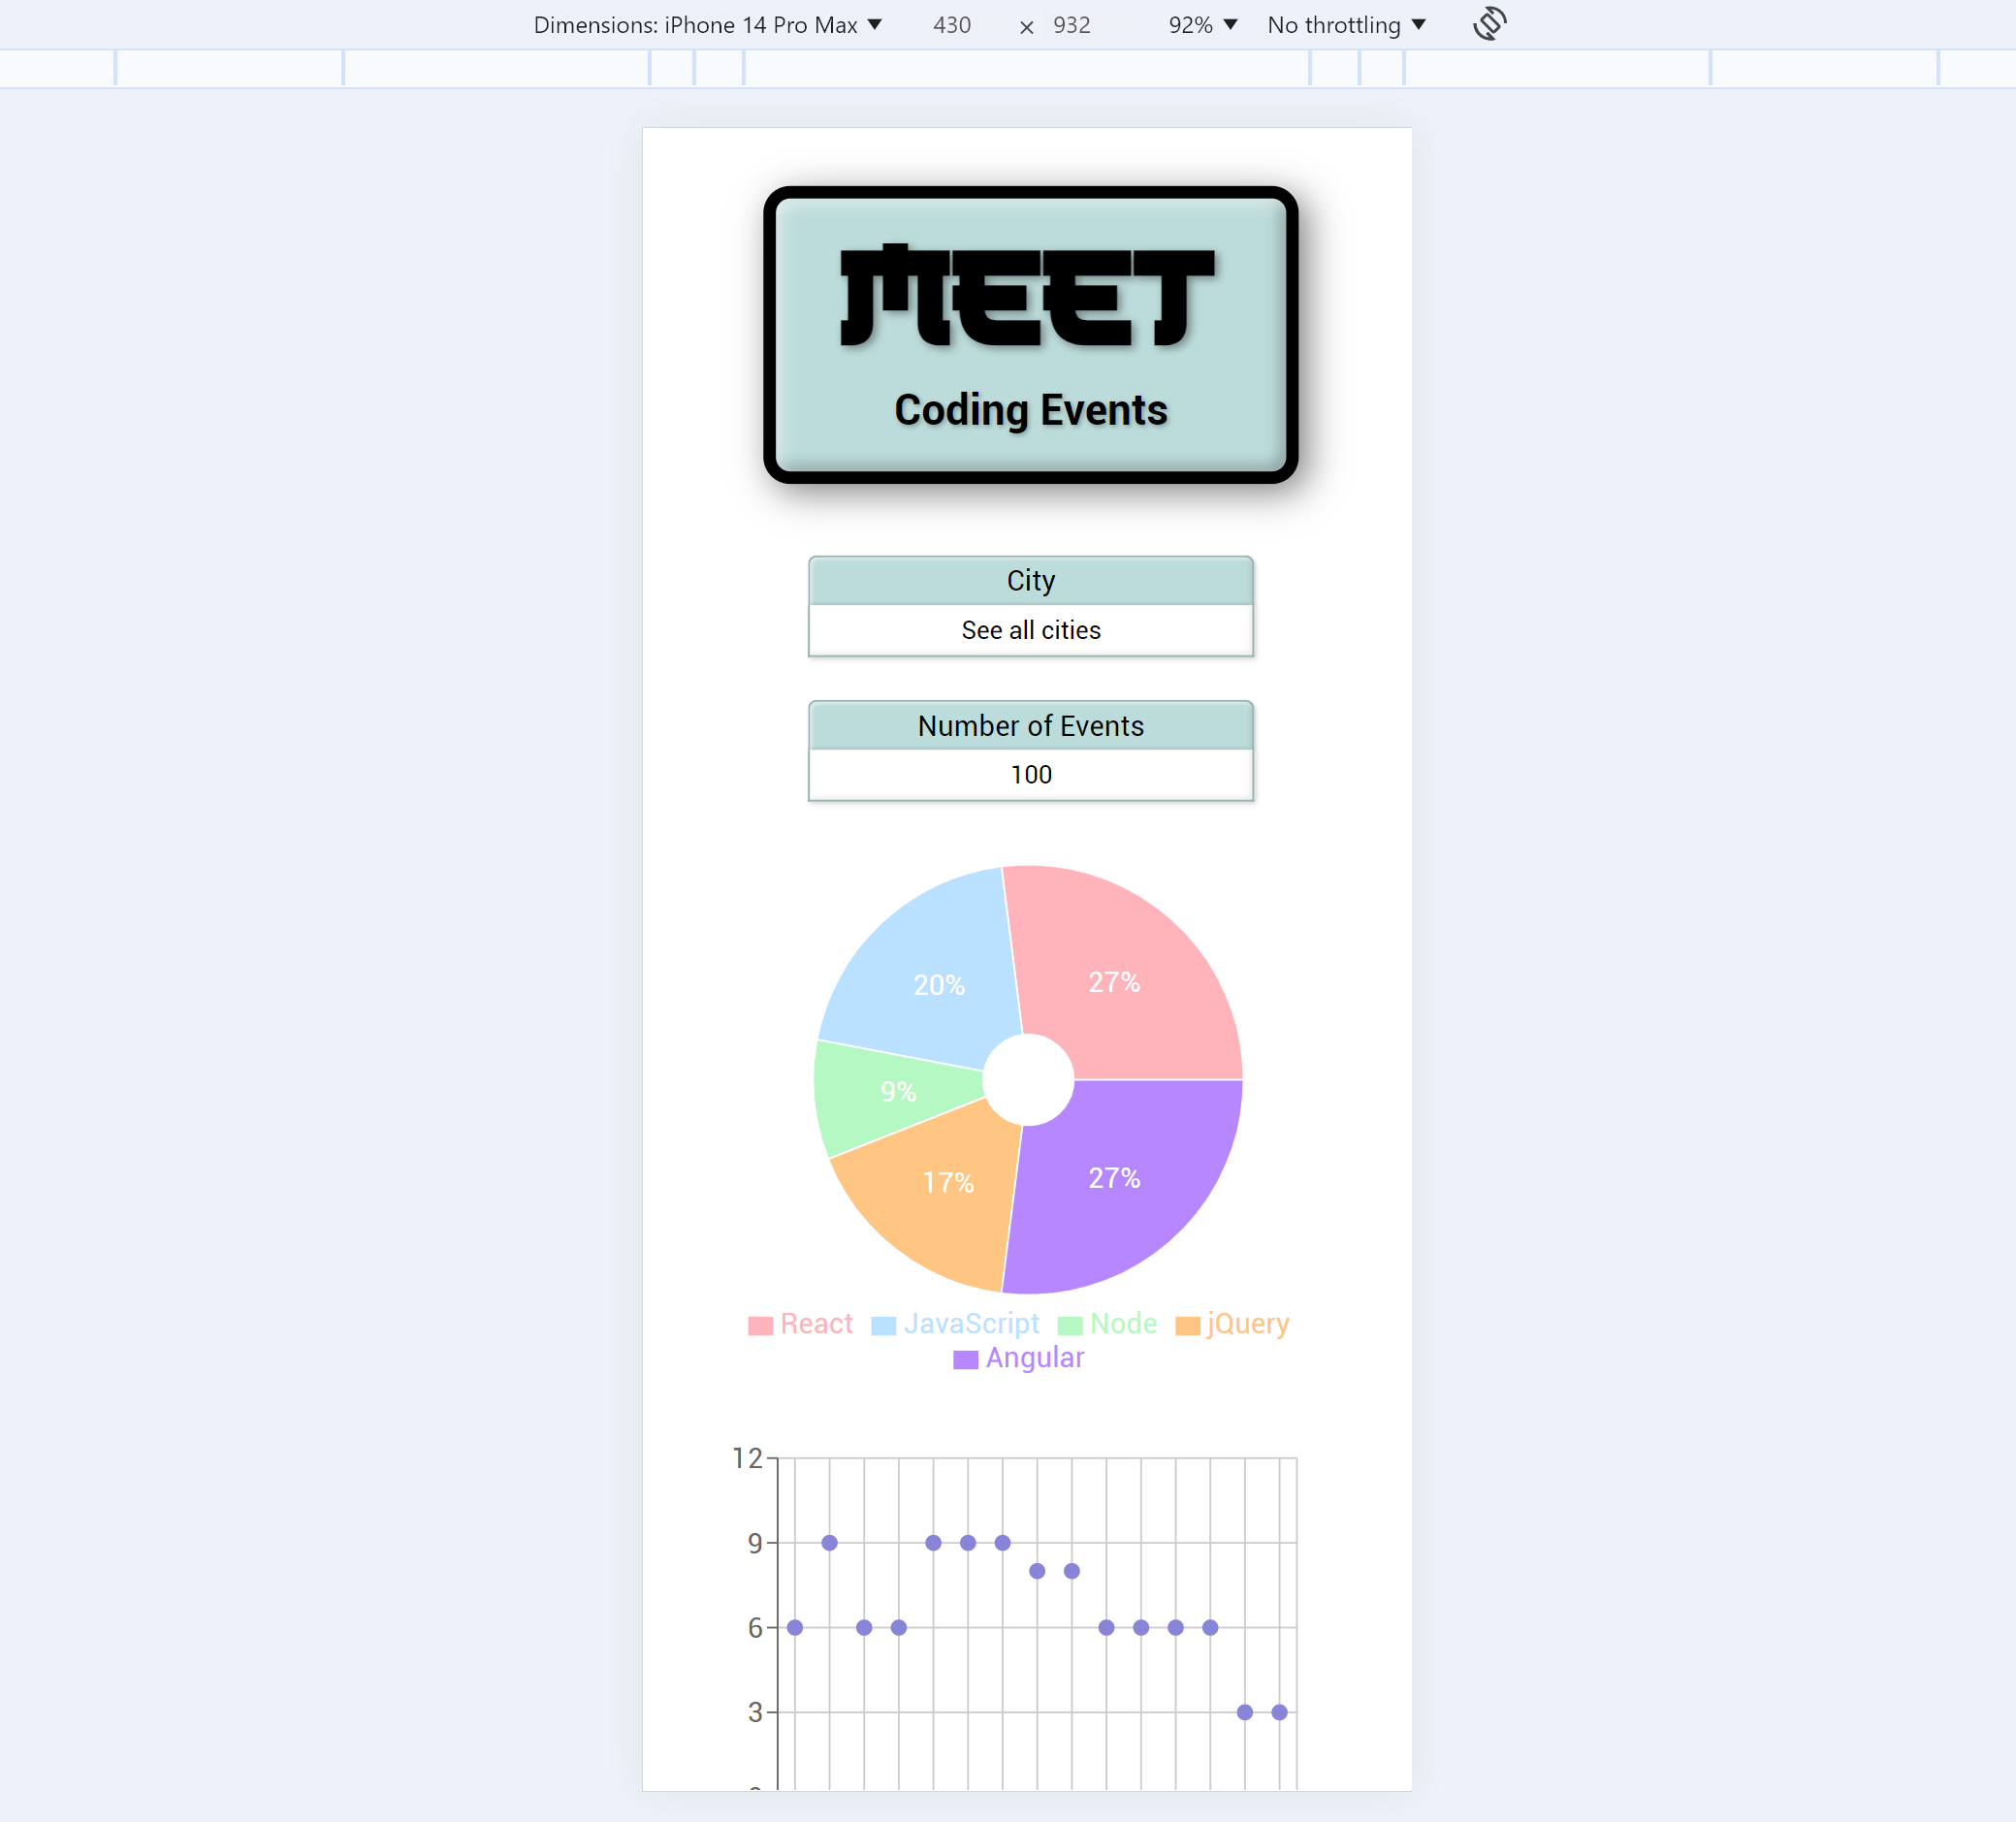 Dimensions: iPhone 14 Pro Max ▼ 430 × 932 92% ▼ No throttling ▼
MEET
Coding Events
City
See all cities
Number of Events
100
20% 27%
9%
17% 27%
React JavaScript Node jQuery
Angular
12
9
6
3